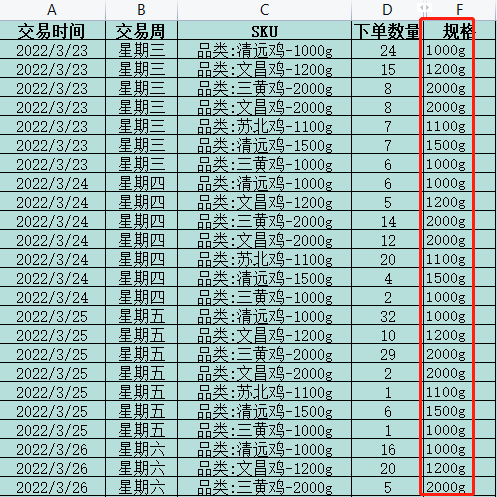 A B C D F
交易时间 交易周 SKU 下单数量 规格
2022/3/23 星期三 品类:清远鸡-1000g 24 1000g
2022/3/23 星期三 品类:文昌鸡-1200g 15 1200g
2022/3/23 星期三 品类:三黄鸡-2000g 8 2000g
2022/3/23 星期三 品类:文昌鸡-2000g 8 2000g
2022/3/23 星期三 品类:苏北鸡-1100g 7 1100g
2022/3/23 星期三 品类:清远鸡-1500g 7 1500g
2022/3/23 星期三 品类:三黄鸡-1000g 6 1000g
2022/3/24 星期四 品类:清远鸡-1000g 6 1000g
2022/3/24 星期四 品类:文昌鸡-1200g 5 1200g
2022/3/24 星期四 品类:三黄鸡-2000g 14 2000g
2022/3/24 星期四 品类:文昌鸡-2000g 12 2000g
2022/3/24 星期四 品类:苏北鸡-1100g 20 1100g
2022/3/24 星期四 品类:清远鸡-1500g 4 1500g
2022/3/24 星期四 品类:三黄鸡-1000g 2 1000g
2022/3/25 星期五 品类:清远鸡-1000g 32 1000g
2022/3/25 星期五 品类:文昌鸡-1200g 10 1200g
2022/3/25 星期五 品类:三黄鸡-2000g 29 2000g
2022/3/25 星期五 品类:文昌鸡-2000g 2 2000g
2022/3/25 星期五 品类:苏北鸡-1100g 1 1100g
2022/3/25 星期五 品类:清远鸡-1500g 6 1500g
2022/3/25 星期五 品类:三黄鸡-1000g 1 1000g
2022/3/26 星期六 品类:清远鸡-1000g 16 1000g
2022/3/26 星期六 品类:文昌鸡-1200g 20 1200g
2022/3/26 星期六 品类:三黄鸡-2000g 5 2000g